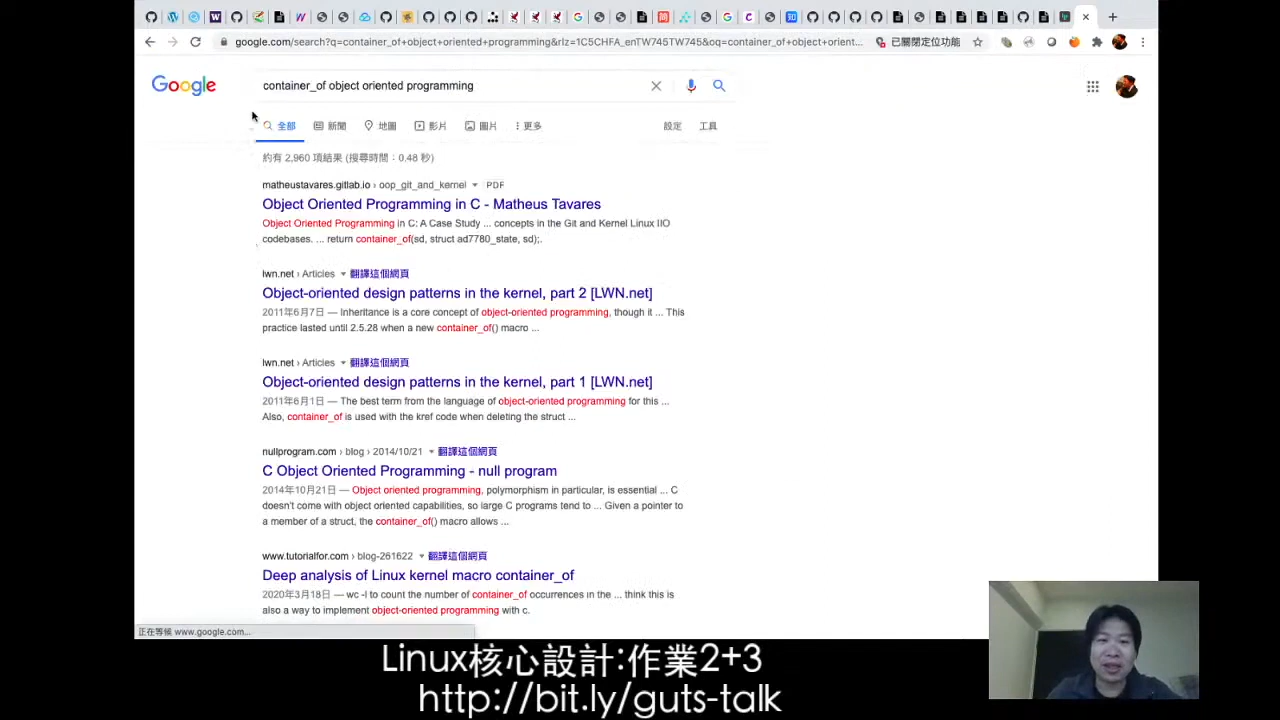 google.com/search?q=container_of+object+oriented+programming&rlz=1C5CHFA_enTW745TW745&oq=container_of+object+orient...
已關閉定位功能
Google
container_of object oriented programming
全部 新聞 地圖 影片 圖片 更多 設定 工具
約有 2,960 項結果 (搜尋時間：0.48 秒)
matheustavares.gitlab.io › oop_git_and_kernel PDF
Object Oriented Programming in C - Matheus Tavares
Object Oriented Programming in C: A Case Study ... concepts in the Git and Kernel Linux IIO
codebases. ... return container_of(sd, struct ad7780_state, sd);.
lwn.net › Articles 翻譯這個網頁
Object-oriented design patterns in the kernel, part 2 [LWN.net]
2011年6月7日 — Inheritance is a core concept of object-oriented programming, though it ... This
practice lasted until 2.5.28 when a new container_of() macro ...
lwn.net › Articles 翻譯這個網頁
Object-oriented design patterns in the kernel, part 1 [LWN.net]
2011年6月1日 — The best term from the language of object-oriented programming for this ...
Also, container_of is used with the kref code when deleting the struct ...
nullprogram.com › blog › 2014/10/21 翻譯這個網頁
C Object Oriented Programming - null program
2014年10月21日 — Object oriented programming, polymorphism in particular, is essential ... C
doesn't come with object oriented capabilities, so large C programs tend to ... Given a pointer to
a member of a struct, the container_of() macro allows ...
www.tutorialfor.com › blog-261622 翻譯這個網頁
Deep analysis of Linux kernel macro container_of
2020年3月18日 — wc -l to count the number of container_of occurrences in the ... think this is
also a way to implement object-oriented programming with c.
正在等候 www.google.com...
Linux核心設計:作業2+3
http://bit.ly/guts-talk